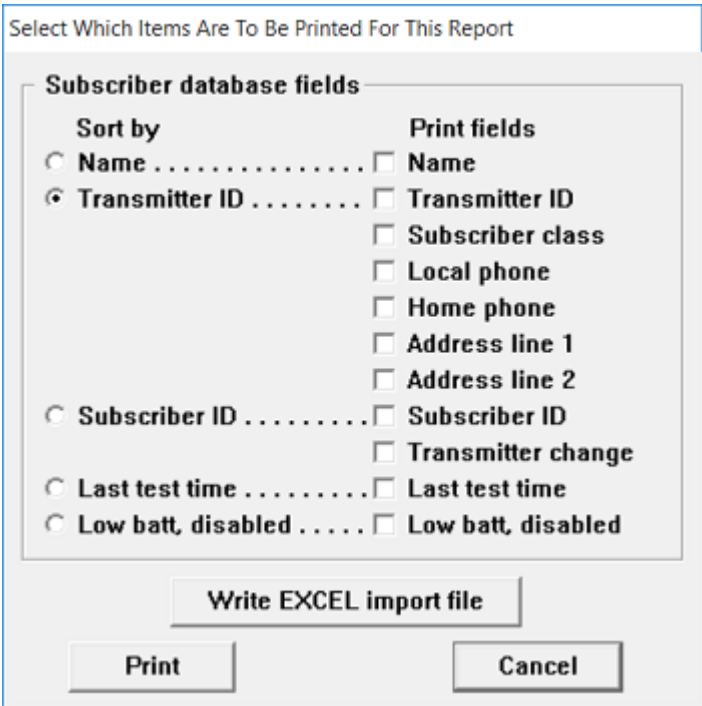 Select Which Items Are To Be Printed For This Report
Subscriber database fields
Sort by Print fields
Name . . . . . . . . . . . . . . . Name
Transmitter ID . . . . . . . . Transmitter ID
Subscriber class
Local phone
Home phone
Address line 1
Address line 2
Subscriber ID . . . . . . . . . Subscriber ID
Transmitter change
Last test time . . . . . . . . . Last test time
Low batt, disabled . . . . . Low batt, disabled
Write EXCEL import file
Print Cancel